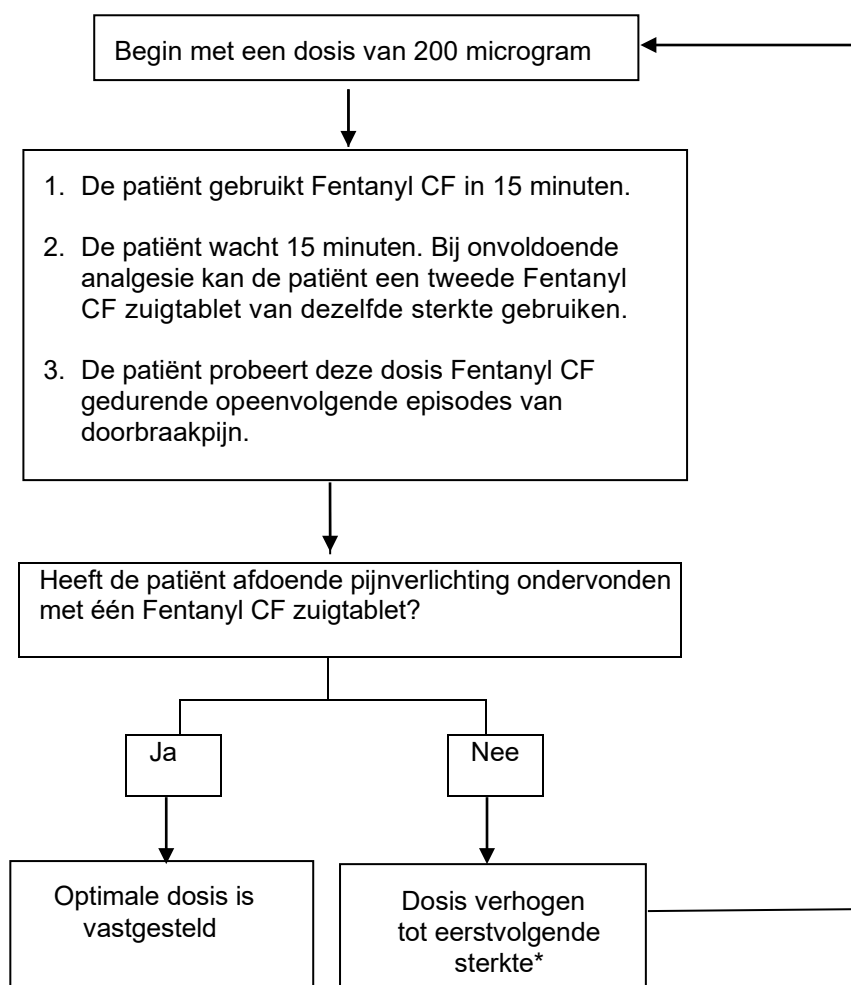 Begin met een dosis van 200 microgram
1. De patiënt gebruikt Fentanyl CF in 15 minuten.
2. De patiënt wacht 15 minuten. Bij onvoldoende
analgesie kan de patiënt een tweede Fentanyl
CF zuigtablet van dezelfde sterkte gebruiken.
3. De patiënt probeert deze dosis Fentanyl CF
gedurende opeenvolgende episodes van
doorbraakpijn.
Heeft de patiënt afdoende pijnverlichting ondervonden
met één Fentanyl CF zuigtablet?
Ja
Nee
Optimale dosis is
vastgesteld
Dosis verhogen
tot eerstvolgende
sterkte*